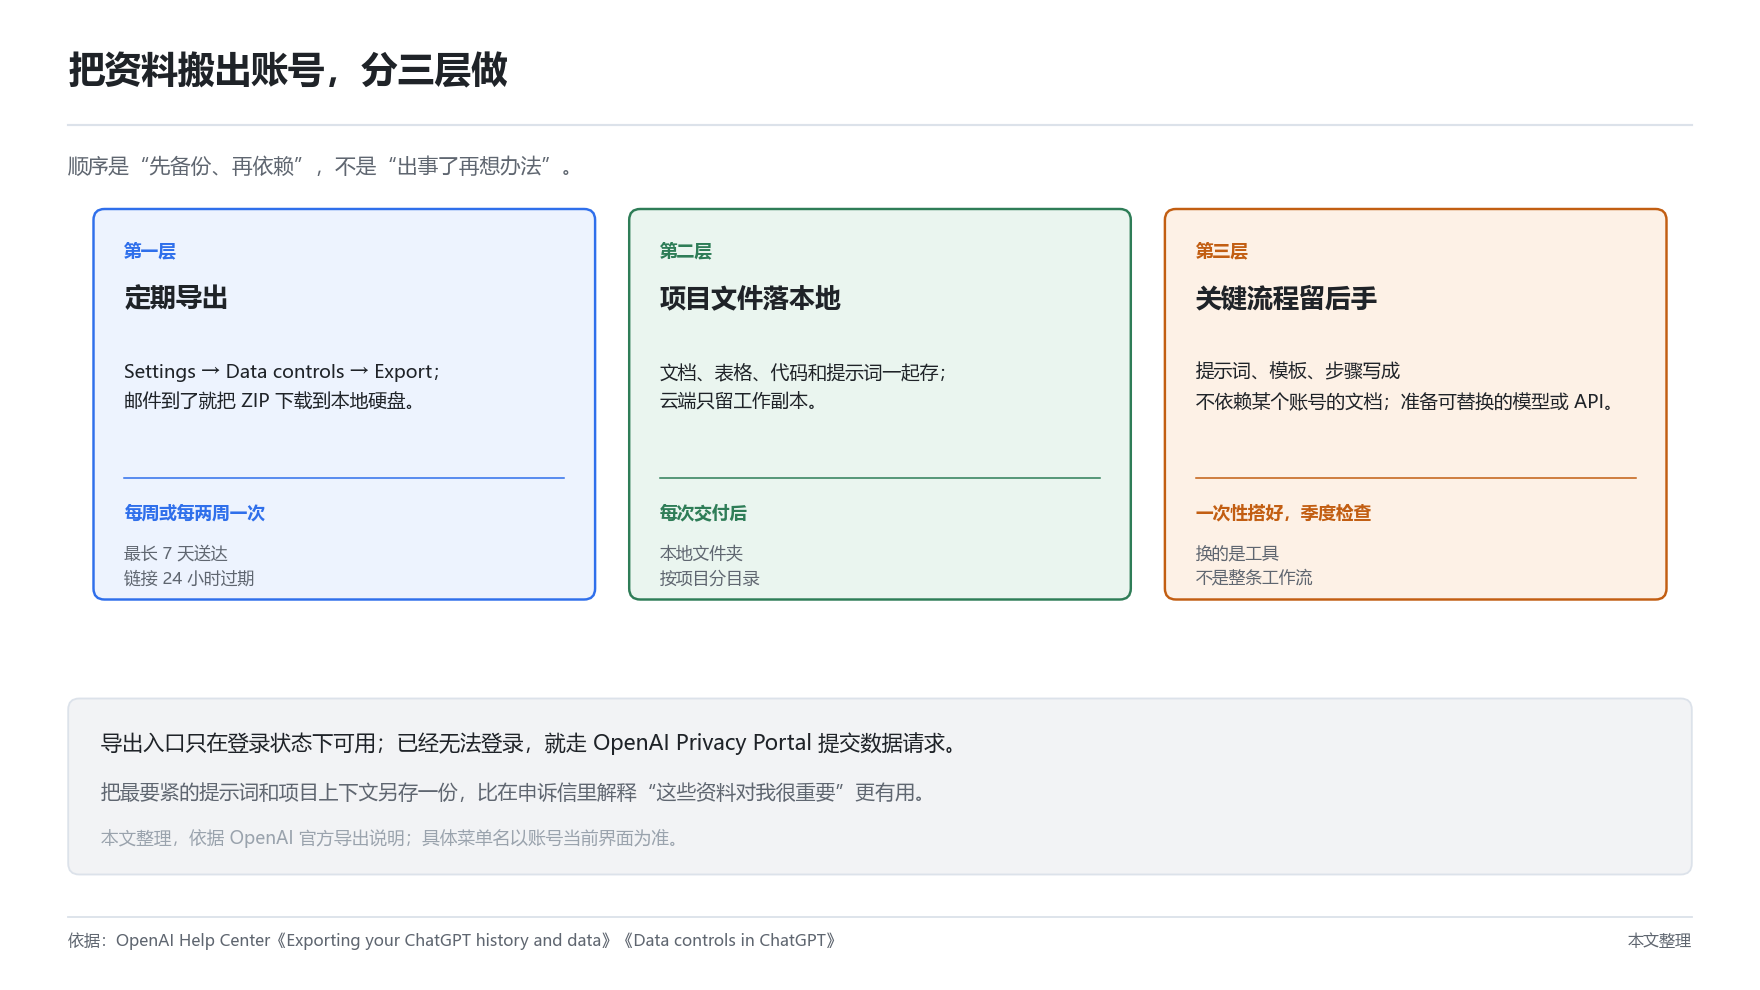 把资料搬出账号，分三层做
顺序是“先备份、再依赖”，不是“出事了再想办法”。
第一层
定期导出
Settings → Data controls → Export；
邮件到了就把 ZIP 下载到本地硬盘。
每周或每两周一次
最长 7 天送达
链接 24 小时过期
第二层
项目文件落本地
文档、表格、代码和提示词一起存；
云端只留工作副本。
每次交付后
本地文件夹
按项目分目录
第三层
关键流程留后手
提示词、模板、步骤写成
不依赖某个账号的文档；准备可替换的模型或 API。
一次性搭好，季度检查
换的是工具
不是整条工作流
导出入口只在登录状态下可用；已经无法登录，就走 OpenAI Privacy Portal 提交数据请求。
把最要紧的提示词和项目上下文另存一份，比在申诉信里解释“这些资料对我很重要”更有用。
本文整理，依据 OpenAI 官方导出说明；具体菜单名以账号当前界面为准。
依据：OpenAI Help Center《Exporting your ChatGPT history and data》《Data controls in ChatGPT》
本文整理